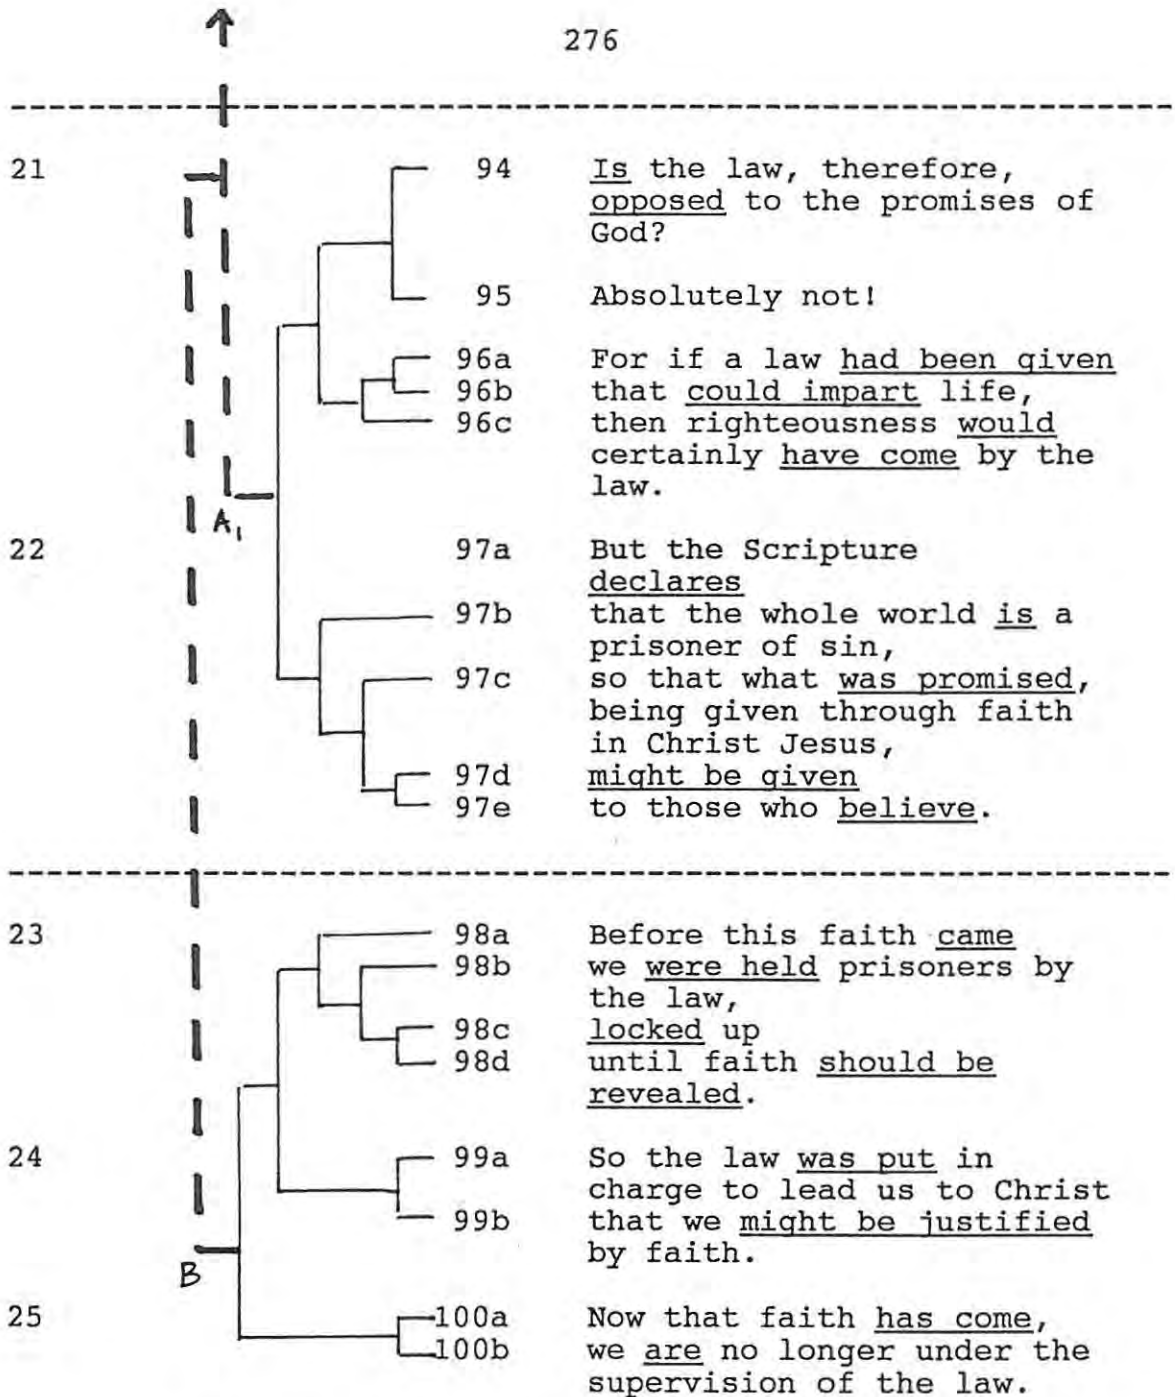 276
21 94 Is the law, therefore,
opposed to the promises of
God?
95 Absolutely not!
96a For if a law had been given
96b that could impart life,
96c then righteousness would
certainly have come by the
law.
A₁
22 97a But the Scripture
declares
97b that the whole world is a
prisoner of sin,
97c so that what was promised,
being given through faith
in Christ Jesus,
97d might be given
97e to those who believe.
23 98a Before this faith came
98b we were held prisoners by
the law,
98c locked up
98d until faith should be
revealed.
24 99a So the law was put in
charge to lead us to Christ
99b that we might be justified
by faith.
B
25 100a Now that faith has come,
100b we are no longer under the
supervision of the law.